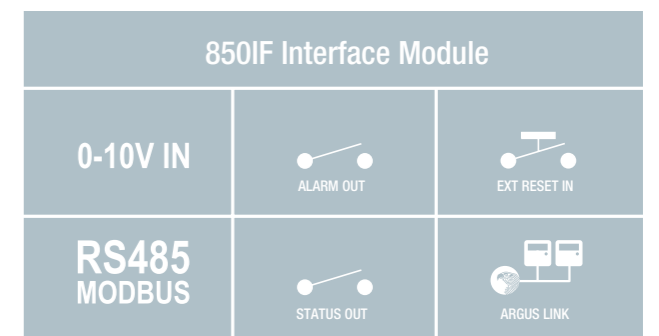 850IF Interface Module
0-10V IN
ALARM OUT
EXT RESET IN
RS485
MODBUS
STATUS OUT
ARGUS LINK